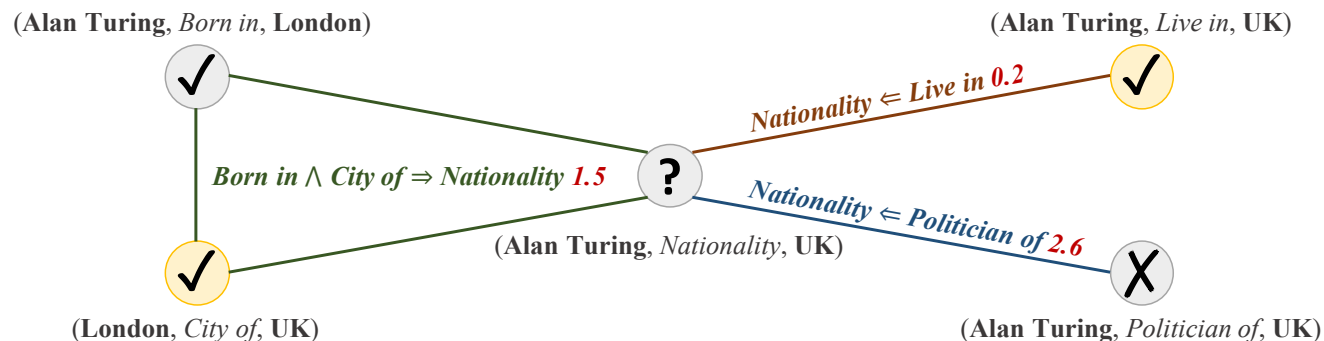 (Alan Turing, Born in, London)
(Alan Turing, Live in, UK)
Nationality ⇐ Live in 0.2
Born in ∧ City of ⇒ Nationality 1.5
?
Nationality ⇐ Politician of 2.6
(Alan Turing, Nationality, UK)
(London, City of, UK)
(Alan Turing, Politician of, UK)